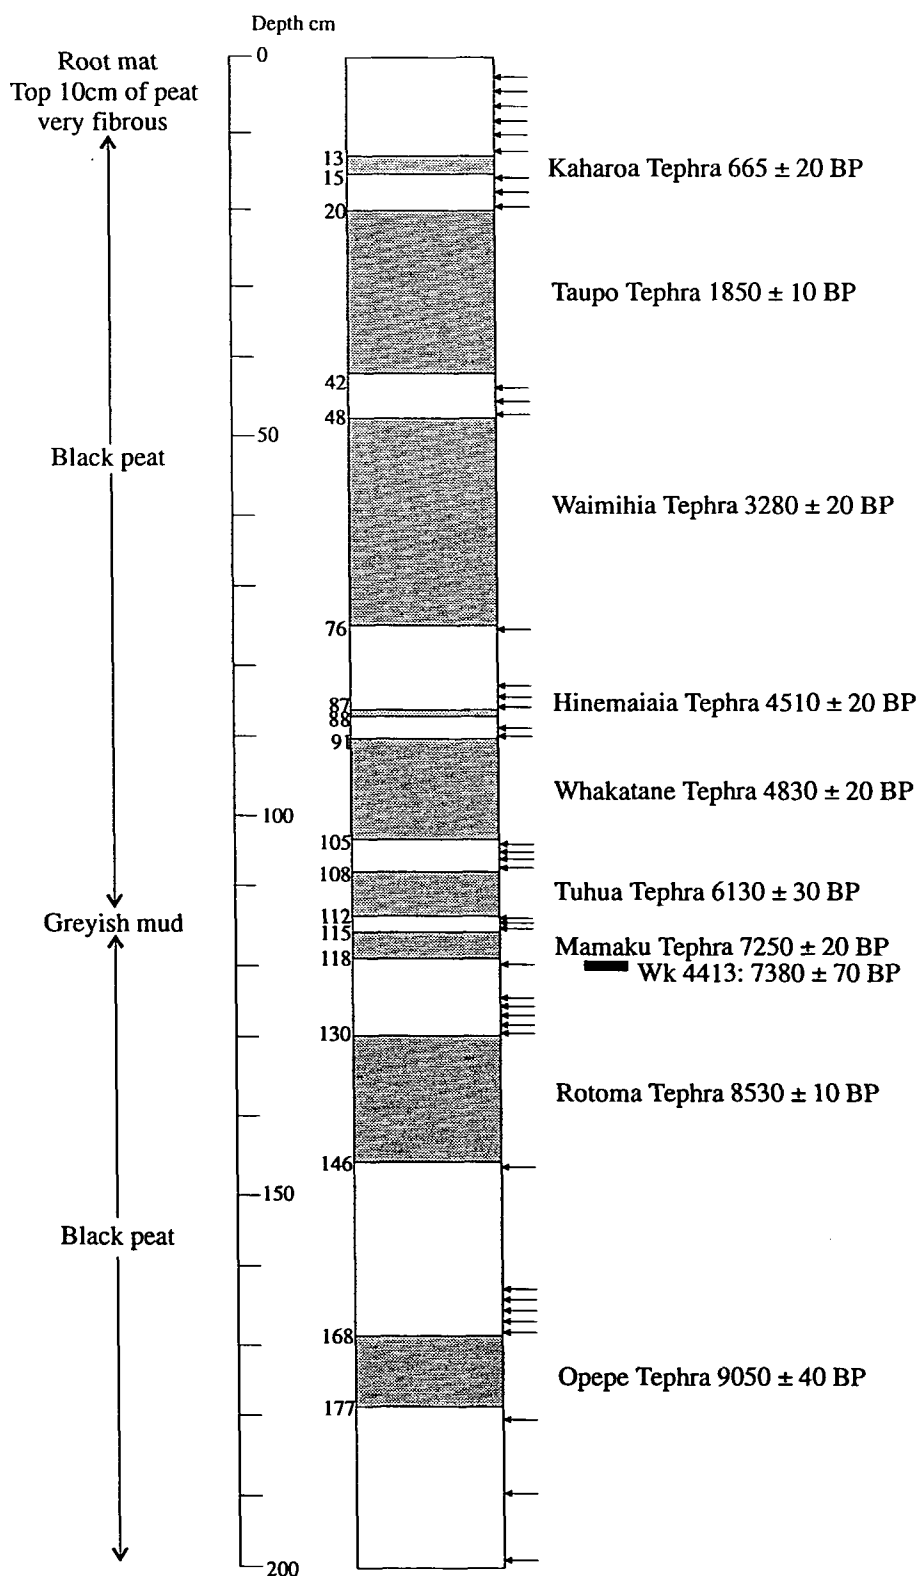 Depth cm
0
Root mat
Top 10cm of peat
very fibrous
13
Kaharoa Tephra 665 ± 20 BP
15
20
Taupo Tephra 1850 ± 10 BP
42
48
50
Black peat
Waimihia Tephra 3280 ± 20 BP
76
87
Hinemaiaia Tephra 4510 ± 20 BP
88
91
Whakatane Tephra 4830 ± 20 BP
100
105
108
Tuhua Tephra 6130 ± 30 BP
112
Greyish mud
115
Mamaku Tephra 7250 ± 20 BP
118
Wk 4413: 7380 ± 70 BP
130
Rotoma Tephra 8530 ± 10 BP
146
150
Black peat
168
Opepe Tephra 9050 ± 40 BP
177
200